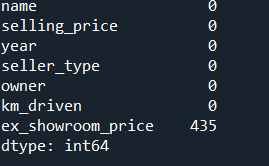 name 0
selling_price 0
year 0
seller_type 0
owner 0
km_driven 0
ex_showroom_price 435
dtype: int64